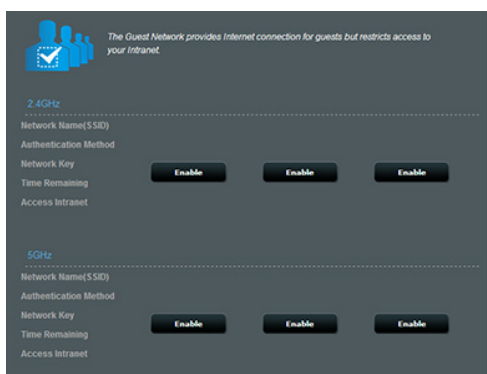 The Guest Network provides Internet connection for guests but restricts access to
your Intranet.
2.4GHz
Network Name(SSID)
Authentication Method
Network Key
Enable Enable Enable
Time Remaining
Access Intranet
5GHz
Network Name(SSID)
Authentication Method
Network Key
Enable Enable Enable
Time Remaining
Access Intranet